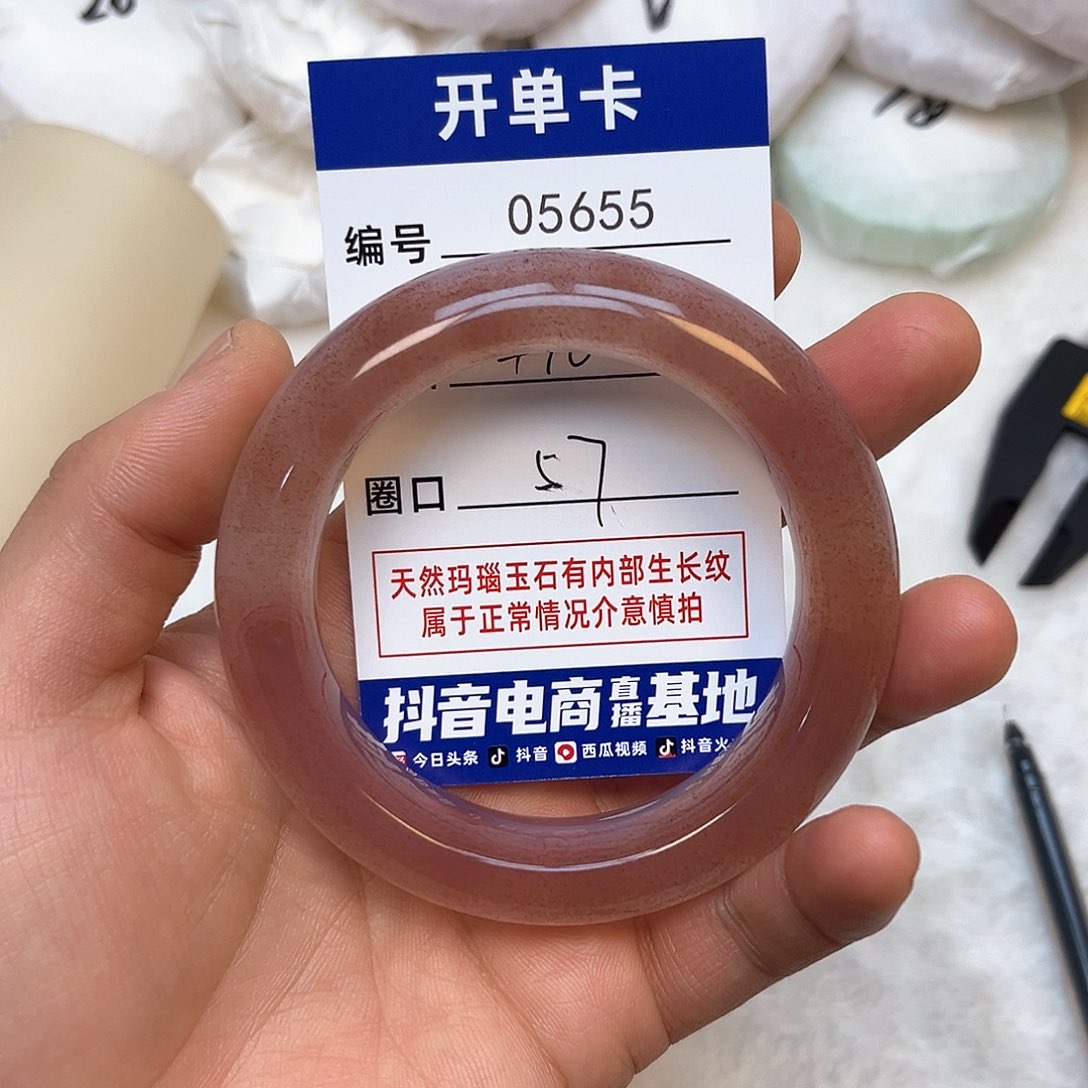 开单卡
编号 05655
圈口 57
天然玛瑙玉石有内部生长纹
属于正常情况介意慎拍
抖音电商直播基地
今日头条 抖音 西瓜视频 抖音火